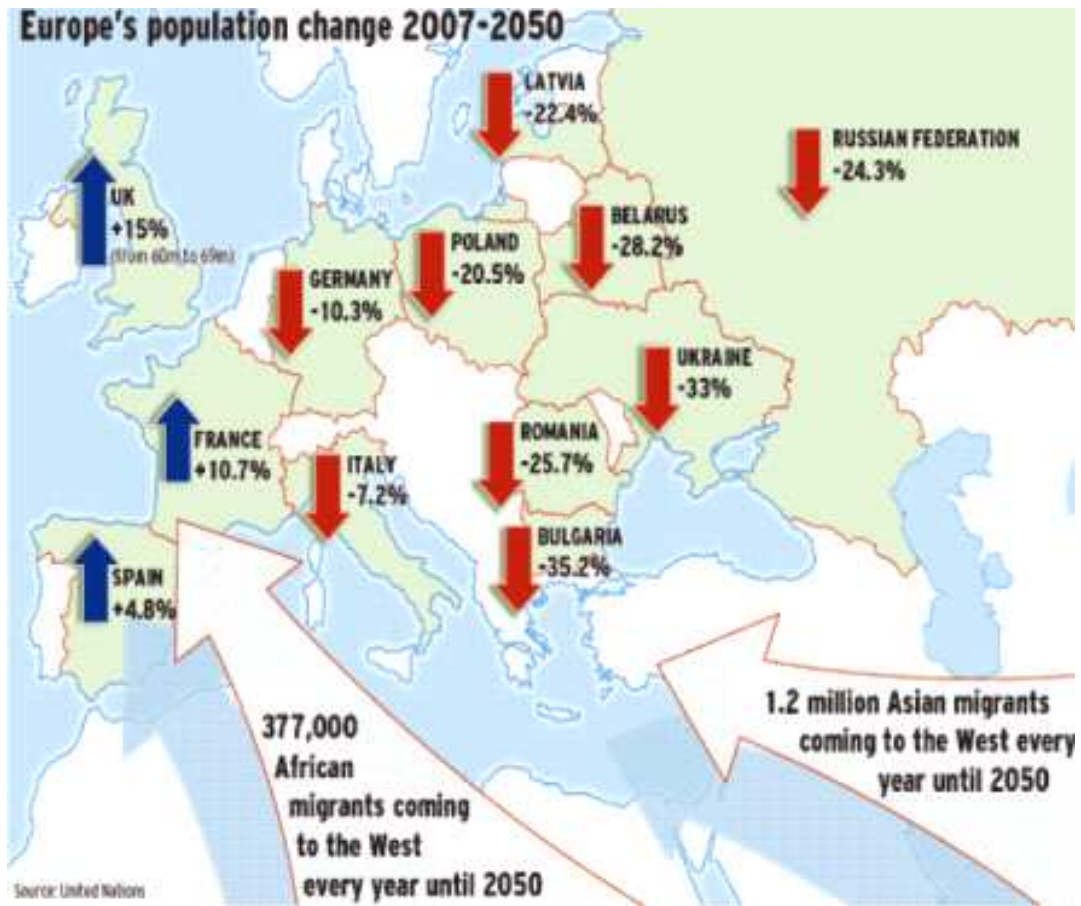 Europe's population change 2007-2050
LATVIA
-22.4%
RUSSIAN FEDERATION
-24.3%
UK
+15%
(from 60m to 69m)
BELARUS
-28.2%
POLAND
-20.5%
GERMANY
-10.3%
UKRAINE
-33%
FRANCE
+10.7%
ROMANIA
-25.7%
ITALY
-7.2%
BULGARIA
-35.2%
SPAIN
+4.8%
377,000
African
migrants coming
to the West
every year until 2050
1.2 million Asian migrants
coming to the West every
year until 2050
Source: United Nations